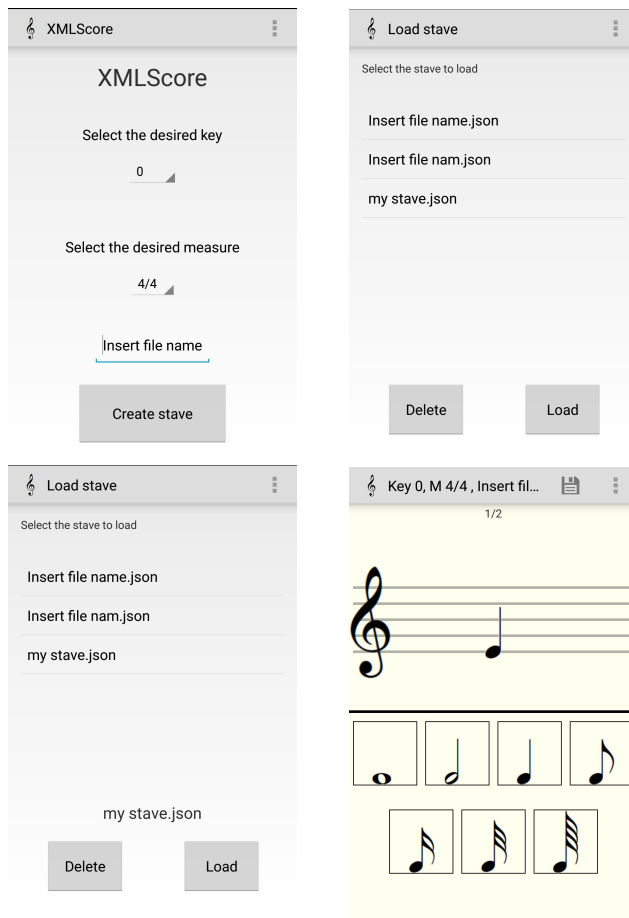 XMLScore
XMLScore
Select the desired key
0
Select the desired measure
4/4
Insert file name
Create stave
Load stave
Select the stave to load
Insert file name.json
Insert file nam.json
my stave.json
Delete
Load
Load stave
Select the stave to load
Insert file name.json
Insert file nam.json
my stave.json
my stave.json
Delete
Load
Key 0, M 4/4 , Insert fil...
1/2